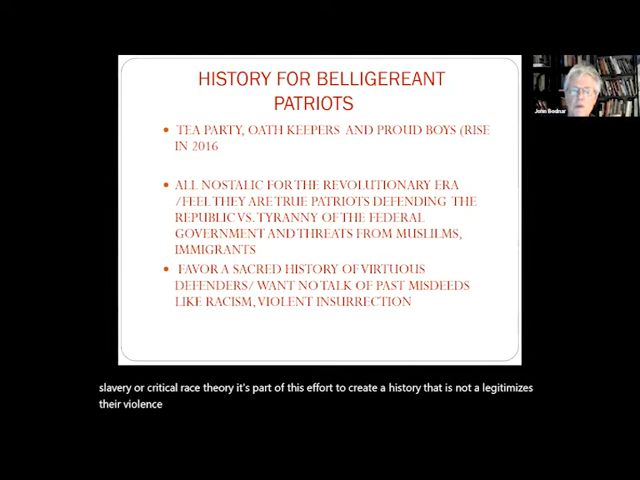 HISTORY FOR BELLIGEREANT
PATRIOTS
• TEA PARTY, OATH KEEPERS AND PROUD BOYS (RISE
IN 2016
• ALL NOSTALIC FOR THE REVOLUTIONARY ERA
/FEEL THEY ARE TRUE PATRIOTS DEFENDING THE
REPUBLIC VS. TYRANNY OF THE FEDERAL
GOVERNMENT AND THREATS FROM MUSLILMS,
IMMIGRANTS
• FAVOR A SACRED HISTORY OF VIRTUOUS
DEFENDERS/ WANT NO TALK OF PAST MISDEEDS
LIKE RACISM, VIOLENT INSURRECTION
John Bodnar
slavery or critical race theory it's part of this effort to create a history that is not a legitimizes
their violence